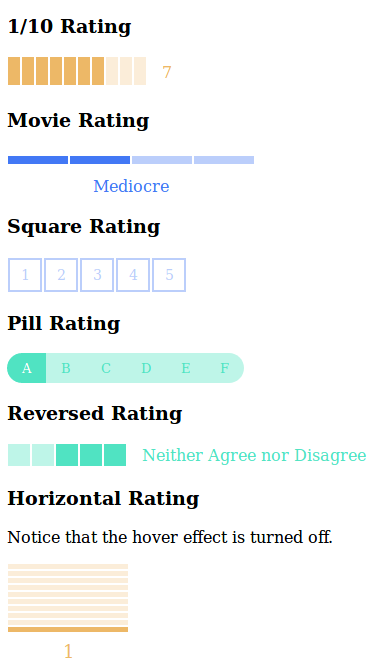 1/10 Rating
7
Movie Rating
Mediocre
Square Rating
1 2 3 4 5
Pill Rating
A B C D E F
Reversed Rating
Neither Agree nor Disagree
Horizontal Rating
Notice that the hover effect is turned off.
1